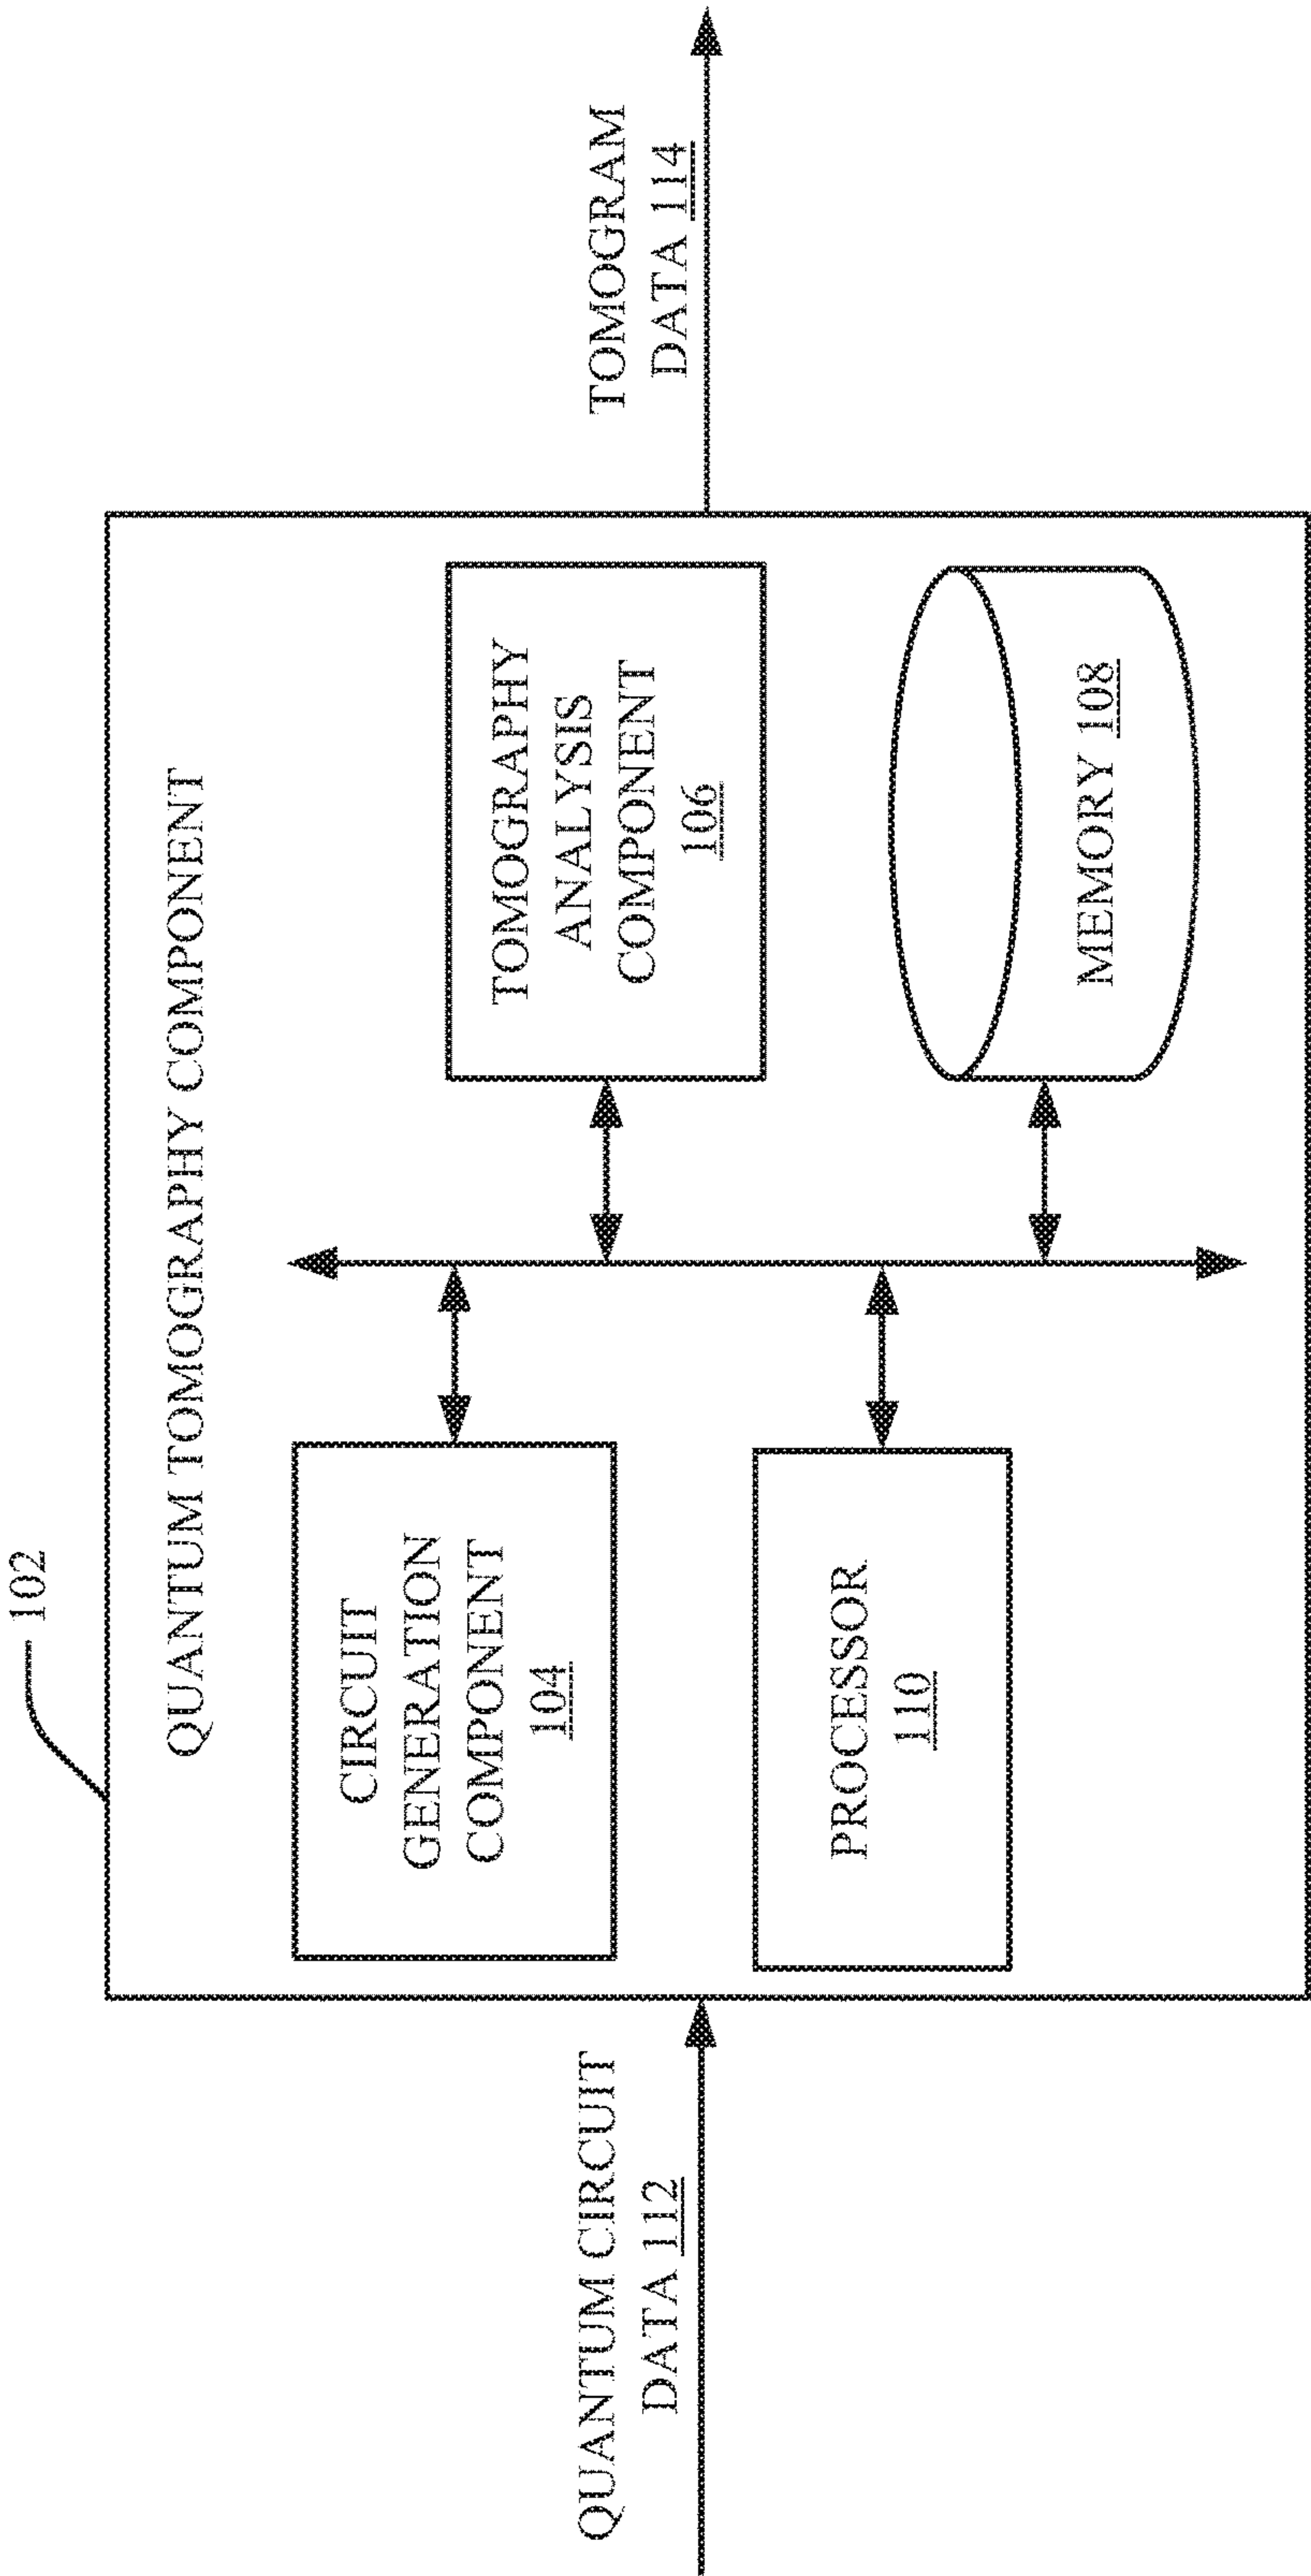 102
QUANTUM TOMOGRAPHY COMPONENT
QUANTUM CIRCUIT
DATA 112
CIRCUIT
GENERATION
COMPONENT
104
PROCESSOR
110
TOMOGRAPHY
ANALYSIS
COMPONENT
106
MEMORY 108
TOMOGRAM
DATA 114